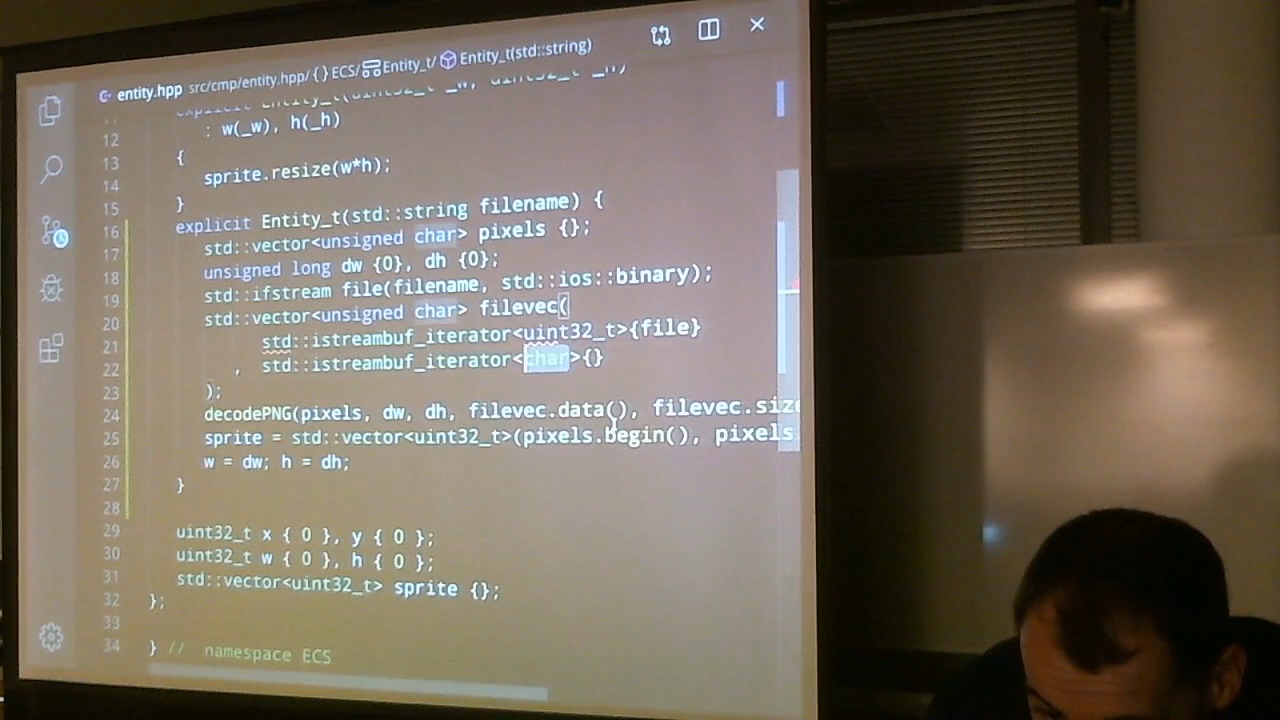 entity.hpp src/cmp/entity.hpp/ {} ECS/ Entity_t/ Entity_t(std::string)
12 : w(_w), h(_h)
13 {
14 sprite.resize(w*h);
15 }
16 explicit Entity_t(std::string filename) {
17 std::vector<unsigned char> pixels {};
18 unsigned long dw {0}, dh {0};
19 std::ifstream file(filename, std::ios::binary);
20 std::vector<unsigned char> filevec(
21 std::istreambuf_iterator<uint32_t>{file}
22 , std::istreambuf_iterator<char>{}
23 );
24 decodePNG(pixels, dw, dh, filevec.data(), filevec.size
25 sprite = std::vector<uint32_t>(pixels.begin(), pixels
26 w = dw; h = dh;
27 }
28
29 uint32_t x { 0 }, y { 0 };
30 uint32_t w { 0 }, h { 0 };
31 std::vector<uint32_t> sprite {};
32 };
33
34 } // namespace ECS